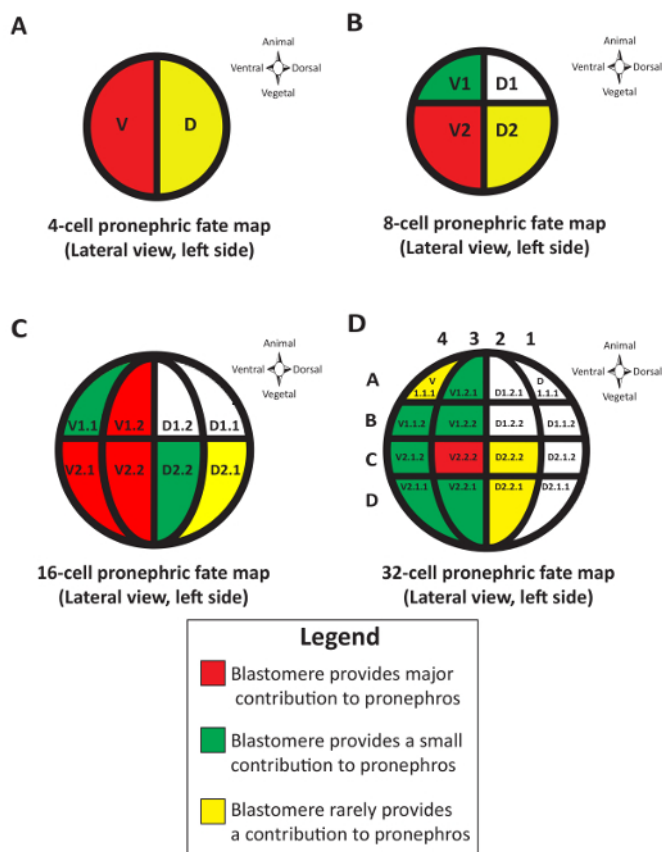 A
Animal
Ventral
Dorsal
Vegetal
V
D
4-cell pronephric fate map
(Lateral view, left side)
B
Animal
Ventral
Dorsal
Vegetal
V1
D1
V2
D2
8-cell pronephric fate map
(Lateral view, left side)
C
Animal
Ventral
Dorsal
Vegetal
V1.1
V1.2
D1.2
D1.1
V2.1
V2.2
D2.2
D2.1
16-cell pronephric fate map
(Lateral view, left side)
D
4 3 2 1
Animal
Ventral
Dorsal
Vegetal
A
V
1.1.1
V1.2.1
D1.2.1
D
1.1.1
B
V1.1.2
V1.2.2
D1.2.2
D1.1.2
C
V2.1.2
V2.2.2
D2.2.2
D2.1.2
D
V2.1.1
V2.2.1
D2.2.1
D2.1.1
32-cell pronephric fate map
(Lateral view, left side)
Legend
Blastomere provides major
contribution to pronephros
Blastomere provides a small
contribution to pronephros
Blastomere rarely provides
a contribution to pronephros